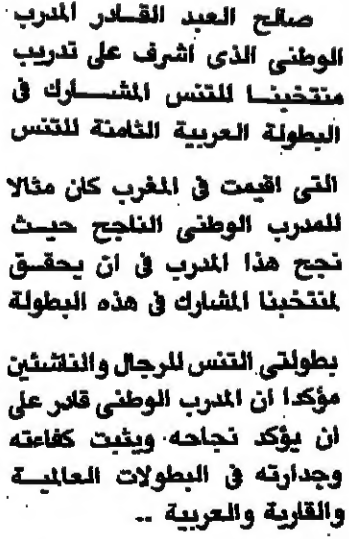 صالح العبد القادر المدرب
الوطنى الذى اشرف على تدريب
منتخبنا للتنس المشارك فى
البطولة العربية الثامنة للتنس
التى اقيمت فى المغرب كان مثالا
للمدرب الوطنى الناجح حيث
نجح هذا المدرب فى ان يحقق
لمنتخبنا المشارك فى هذه البطولة
بطولتى التنس للرجال والناشئين
مؤكدا ان المدرب الوطنى قادر على
ان يؤكد نجاحه ويثبت كفاءته
وجدارته فى البطولات العالمية
والقارية والعربية ..